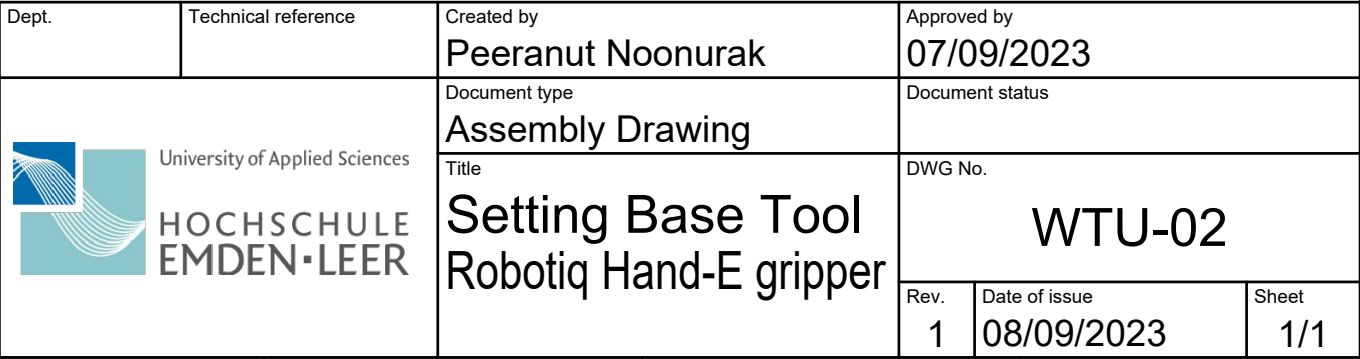 Dept.
Technical reference
Created by
Peeranut Noonurak
Approved by
07/09/2023
Document type
Assembly Drawing
Document status
University of Applied Sciences
HOCHSCHULE
EMDEN▪LEER
Title
Setting Base Tool
Robotiq Hand-E gripper
DWG No.
WTU-02
Rev.
1
Date of issue
08/09/2023
Sheet
1/1